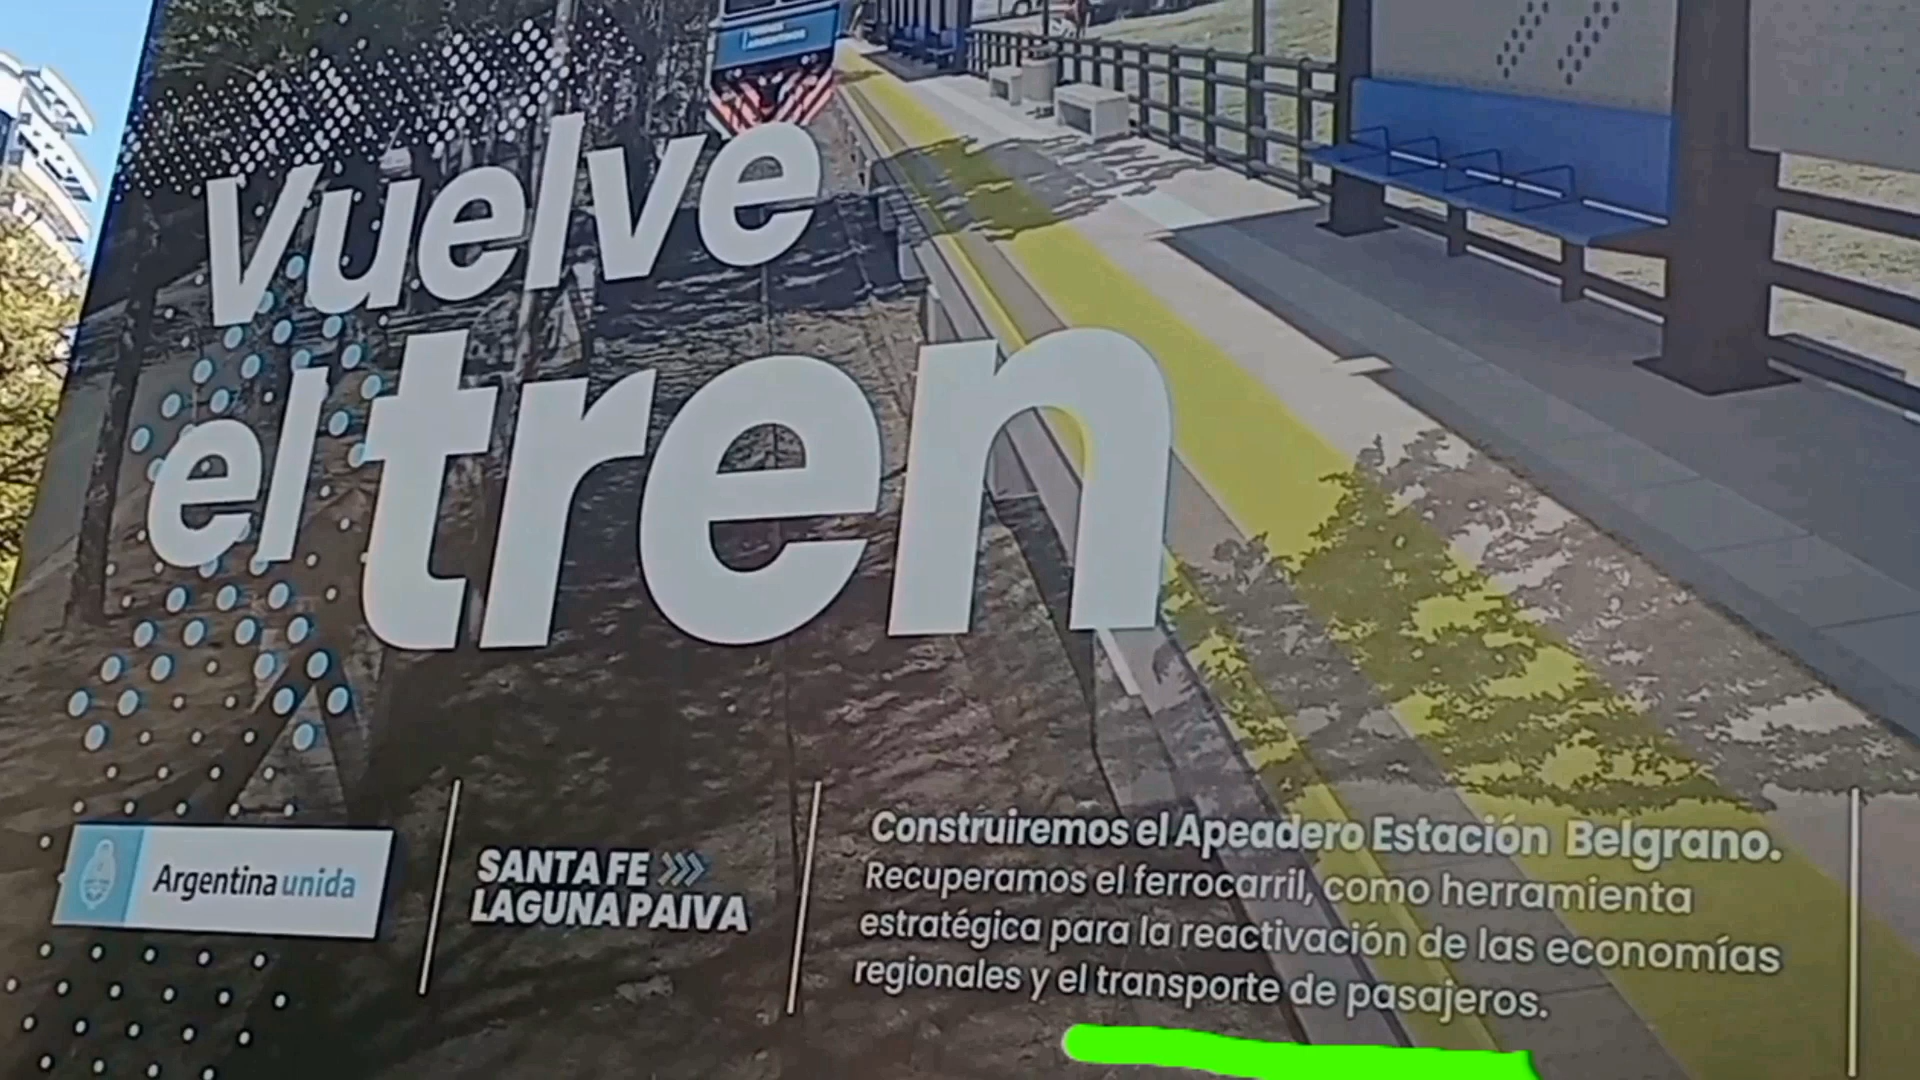 Vuelve
el tren
Argentina unida
SANTA FE >>>
LAGUNA PAIVA
Construiremos el Apeadero Estación Belgrano.
Recuperamos el ferrocarril, como herramienta
estratégica para la reactivación de las economías
regionales y el transporte de pasajeros.